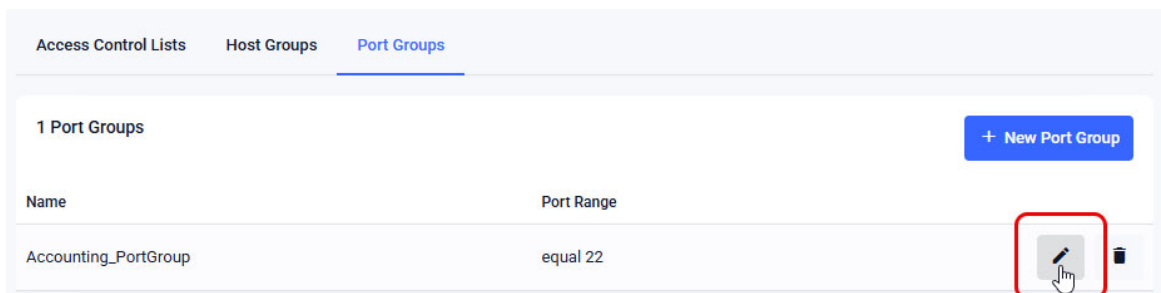 Access Control Lists Host Groups Port Groups
1 Port Groups
+ New Port Group
Name Port Range
Accounting_PortGroup equal 22